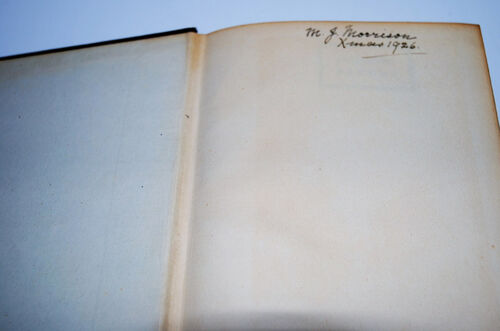 M. J. Morrison
Xmas 1926.